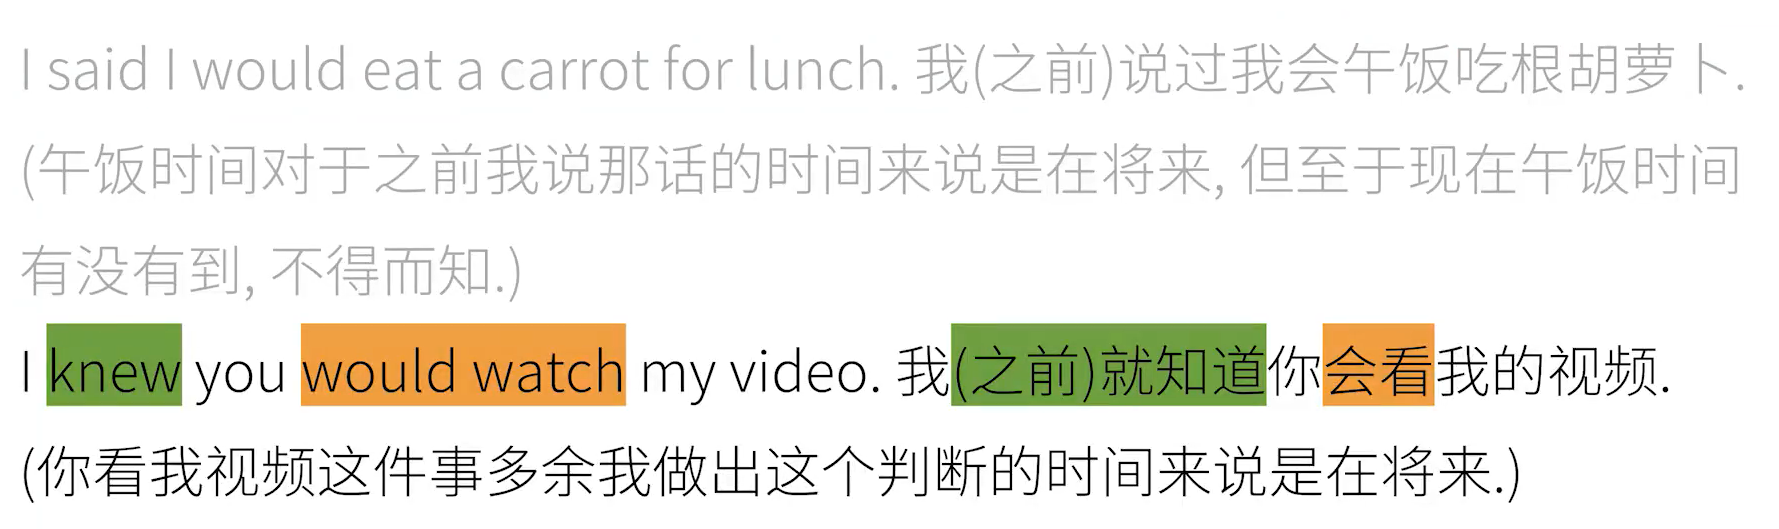 I said I would eat a carrot for lunch. 我(之前)说过我会午饭吃根胡萝卜.
(午饭时间对于之前我说那话的时间来说是在将来, 但至于现在午饭时间
有没有到, 不得而知.)
I knew you would watch my video. 我(之前)就知道你会看我的视频.
(你看我视频这件事多余我做出这个判断的时间来说是在将来.)